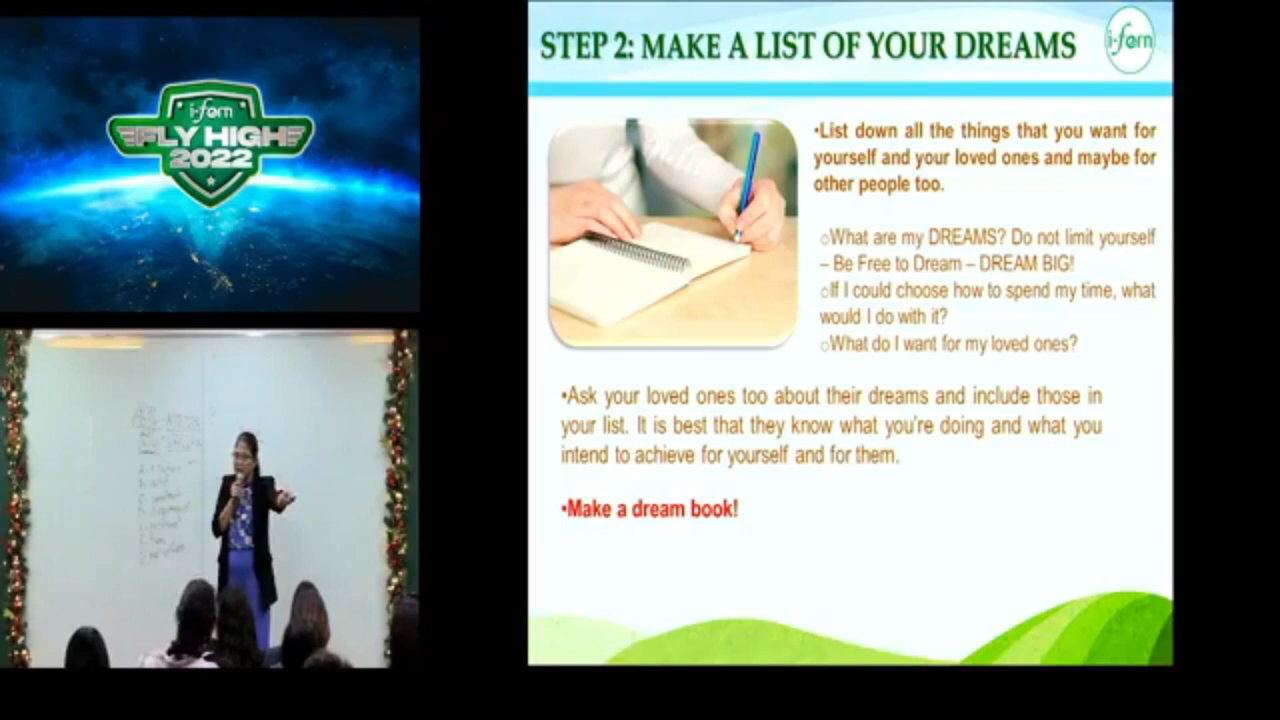 i-fern
FLY HIGH
2022
STEP 2: MAKE A LIST OF YOUR DREAMS
i-fern
•List down all the things that you want for
yourself and your loved ones and maybe for
other people too.
oWhat are my DREAMS? Do not limit yourself
– Be Free to Dream – DREAM BIG!
oIf I could choose how to spend my time, what
would I do with it?
oWhat do I want for my loved ones?
•Ask your loved ones too about their dreams and include those in
your list. It is best that they know what you're doing and what you
intend to achieve for yourself and for them.
•Make a dream book!